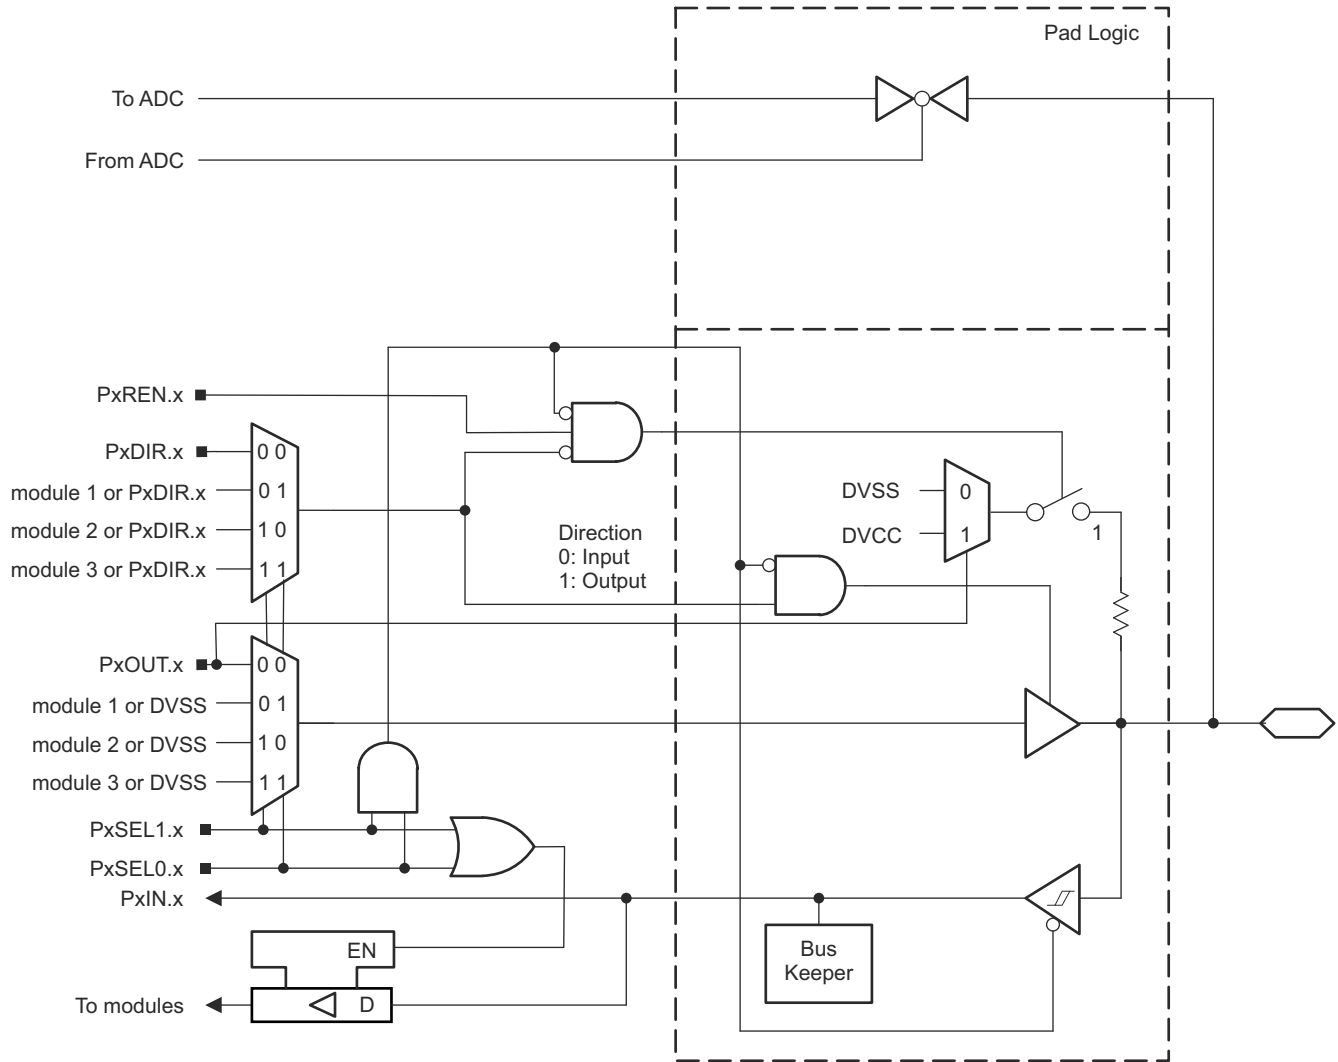 Pad Logic
To ADC
From ADC
PxREN.x
PxDIR.x
0 0
module 1 or PxDIR.x
0 1
module 2 or PxDIR.x
1 0
module 3 or PxDIR.x
1 1
Direction
0: Input
1: Output
DVSS
0
DVCC
1
1
PxOUT.x
0 0
module 1 or DVSS
0 1
module 2 or DVSS
1 0
module 3 or DVSS
1 1
PxSEL1.x
PxSEL0.x
PxIN.x
EN
Bus
Keeper
To modules
D